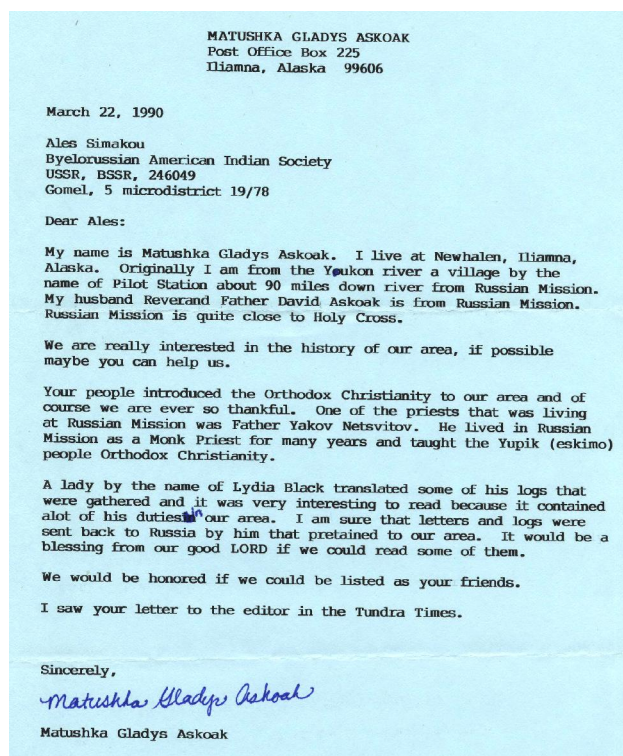 MATUSHKA GLADYS ASKOAK
Post Office Box 225
Iliamna, Alaska 99606
March 22, 1990
Ales Simakou
Byelorussian American Indian Society
USSR, BSSR, 246049
Gomel, 5 microdistrict 19/78
Dear Ales:
My name is Matushka Gladys Askoak. I live at Newhalen, Iliamna,
Alaska. Originally I am from the Youkon river a village by the
name of Pilot Station about 90 miles down river from Russian Mission.
My husband Reverand Father David Askoak is from Russian Mission.
Russian Mission is quite close to Holy Cross.
We are really interested in the history of our area, if possible
maybe you can help us.
Your people introduced the Orthodox Christianity to our area and of
course we are ever so thankful. One of the priests that was living
at Russian Mission was Father Yakov Netsvitov. He lived in Russian
Mission as a Monk Priest for many years and taught the Yupik (eskimo)
people Orthodox Christianity.
A lady by the name of Lydia Black translated some of his logs that
were gathered and it was very interesting to read because it contained
alot of his duties in our area. I am sure that letters and logs were
sent back to Russia by him that pretained to our area. It would be a
blessing from our good LORD if we could read some of them.
We would be honored if we could be listed as your friends.
I saw your letter to the editor in the Tundra Times.
Sincerely,
Matushka Gladys Askoak
Matushka Gladys Askoak